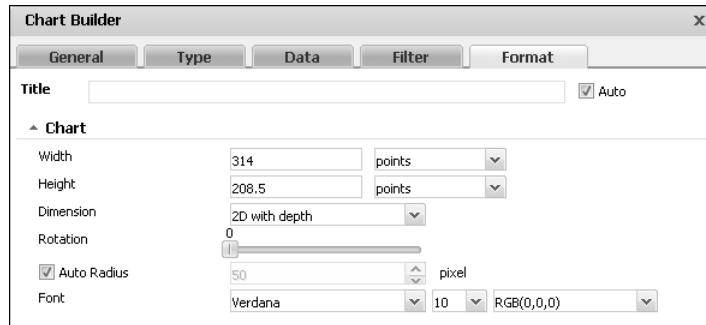 Chart Builder x
General Type Data Filter Format
Title Auto
Chart
Width 314 points
Height 208.5 points
Dimension 2D with depth
Rotation 0
Auto Radius 50 pixel
Font Verdana 10 RGB(0,0,0)